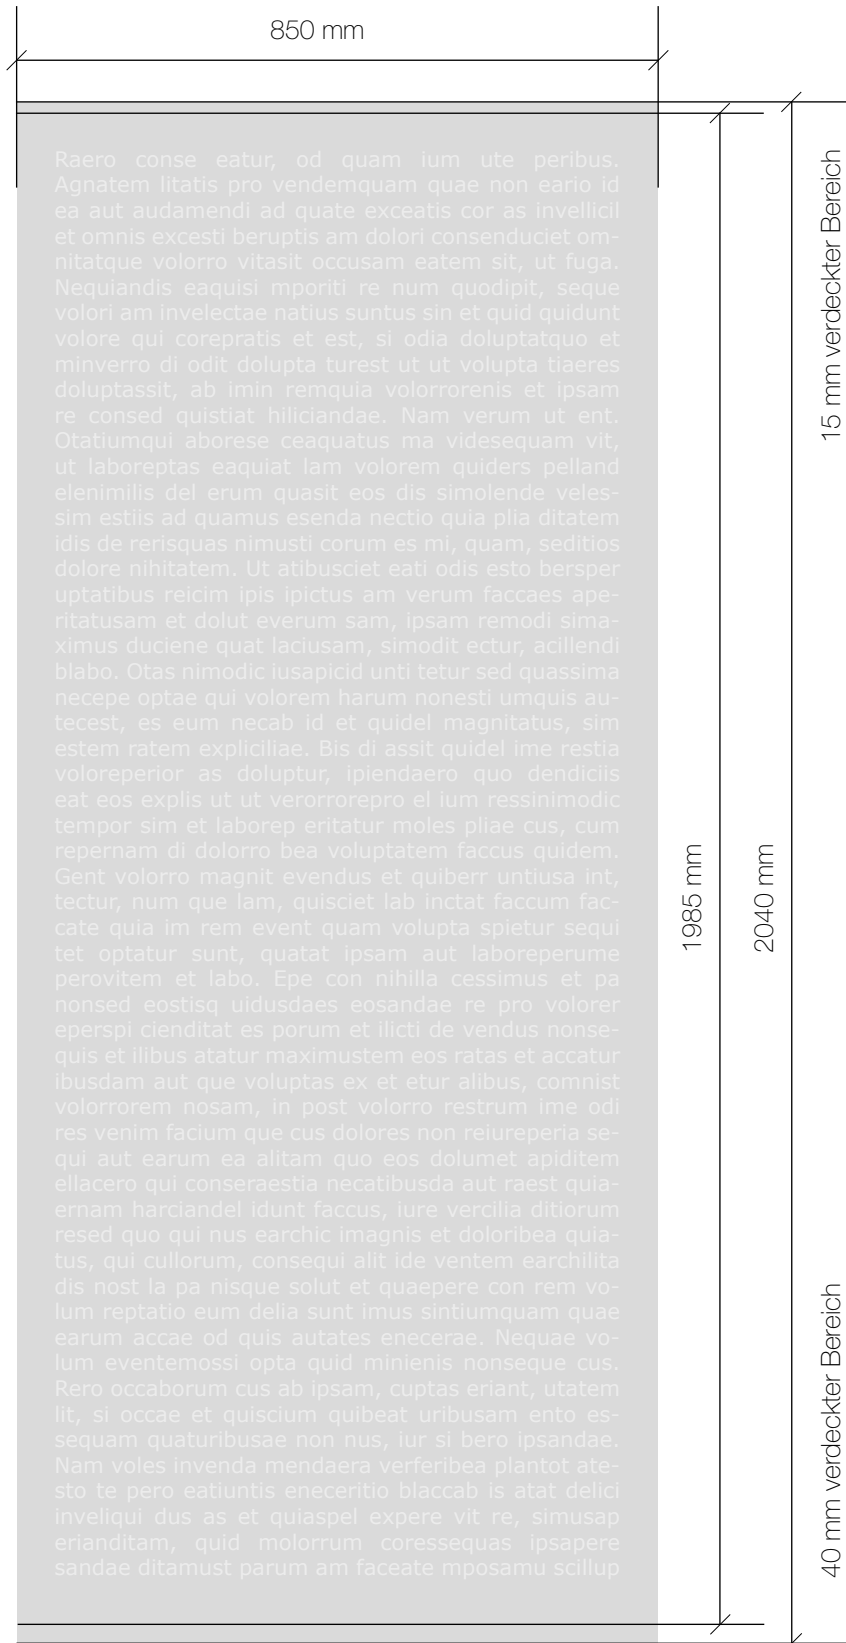 850 mm
15 mm verdeckter Bereich
Raero conse eatur, od quam ium ute peribus.
Agnatem litatis pro vendemquam quae non eario id
ea aut audamendi ad quate exceatis cor as invellicil
et omnis excesti beruptis am dolori consenduciet om-
nitatque volorro vitasit occusam eatem sit, ut fuga.
Nequiandis eaquisi mporiti re num quodipit, seque
volori am invelectae natius suntus sin et quid quidunt
volore qui corepratis et est, si odia doluptatquo et
minverro di odit dolupta turest ut ut volupta tiaeres
doluptassit, ab imin remquia volorrorenis et ipsam
re consed quistiat hiliciandae. Nam verum ut ent.
Otatiumqui aborese ceaquatus ma videsequam vit,
ut laboreptas eaquiat lam volorem quiders pelland
elenimilis del erum quasit eos dis simolende veles-
sim estiis ad quamus esenda nectio quia plia ditatem
idis de rerisquas nimusti corum es mi, quam, seditios
dolore nihitatem. Ut atibusciet eati odis esto bersper
uptatibus reicim ipis ipictus am verum faccaes ape-
ritatusam et dolut everum sam, ipsam remodi sima-
ximus duciene quat laciusam, simodit ectur, acillendi
blabo. Otas nimodic iusapicid unti tetur sed quassima
necepe optae qui volorem harum nonesti umquis au-
tecest, es eum necab id et quidel magnitatus, sim
estem ratem expliciliae. Bis di assit quidel ime restia
voloreperior as doluptur, ipiendaero quo dendiciis
eat eos explis ut ut verorrorepro el ium ressinimodic
tempor sim et laborep eritatur moles pliae cus, cum
repernam di dolorro bea voluptatem faccus quidem.
Gent volorro magnit evendus et quiberr untiusa int,
tectur, num que lam, quisciet lab inctat faccum fac-
cate quia im rem event quam volupta spietur sequi
tet optatur sunt, quatat ipsam aut laboreperume
perovitem et labo. Epe con nihilla cessimus et pa
nonsed eostisq uidusdaes eosandae re pro volorer
eperspi cienditat es porum et ilicti de vendus nonse-
quis et ilibus atatur maximustem eos ratas et accatur
ibusdam aut que voluptas ex et etur alibus, comnist
volorrorem nosam, in post volorro restrum ime odi
res venim facium que cus dolores non reiureperia se-
qui aut earum ea alitam quo eos dolumet apiditem
ellacero qui conseraestia necatibusda aut raest quia-
ernam harciandel idunt faccus, iure vercilia ditiorum
resed quo qui nus earchic imagnis et doloribea quia-
tus, qui cullorum, consequi alit ide ventem earchilita
dis nost la pa nisque solut et quaepere con rem vo-
lum reptatio eum delia sunt imus sintiumquam quae
earum accae od quis autates enecerae. Nequae vo-
lum eventemossi opta quid minienis nonseque cus.
Rero occaborum cus ab ipsam, cuptas eriant, utatem
lit, si occae et quiscium quibeat uribusam ento es-
sequam quaturibusae non nus, iur si bero ipsandae.
Nam voles invenda mendaera verferibea plantot ate-
sto te pero eatiuntis eneceritio blaccab is atat delici
inveliqui dus as et quiaspel expere vit re, simusap
erianditam, quid molorrum coressequas ipsapere
sandae ditamust parum am faceate mposamu scillup
1985 mm
2040 mm
40 mm verdeckter Bereich